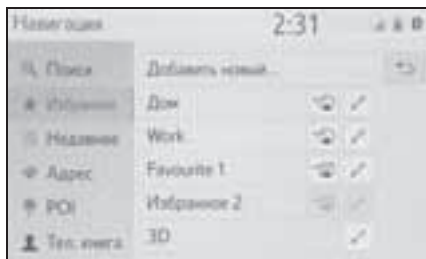 Навигация 2:31
Поиск Добавить новый...
Избранное Дом
Недавние Work
Адрес Favourite 1
POI Избранное 2
Тел. книга 3D